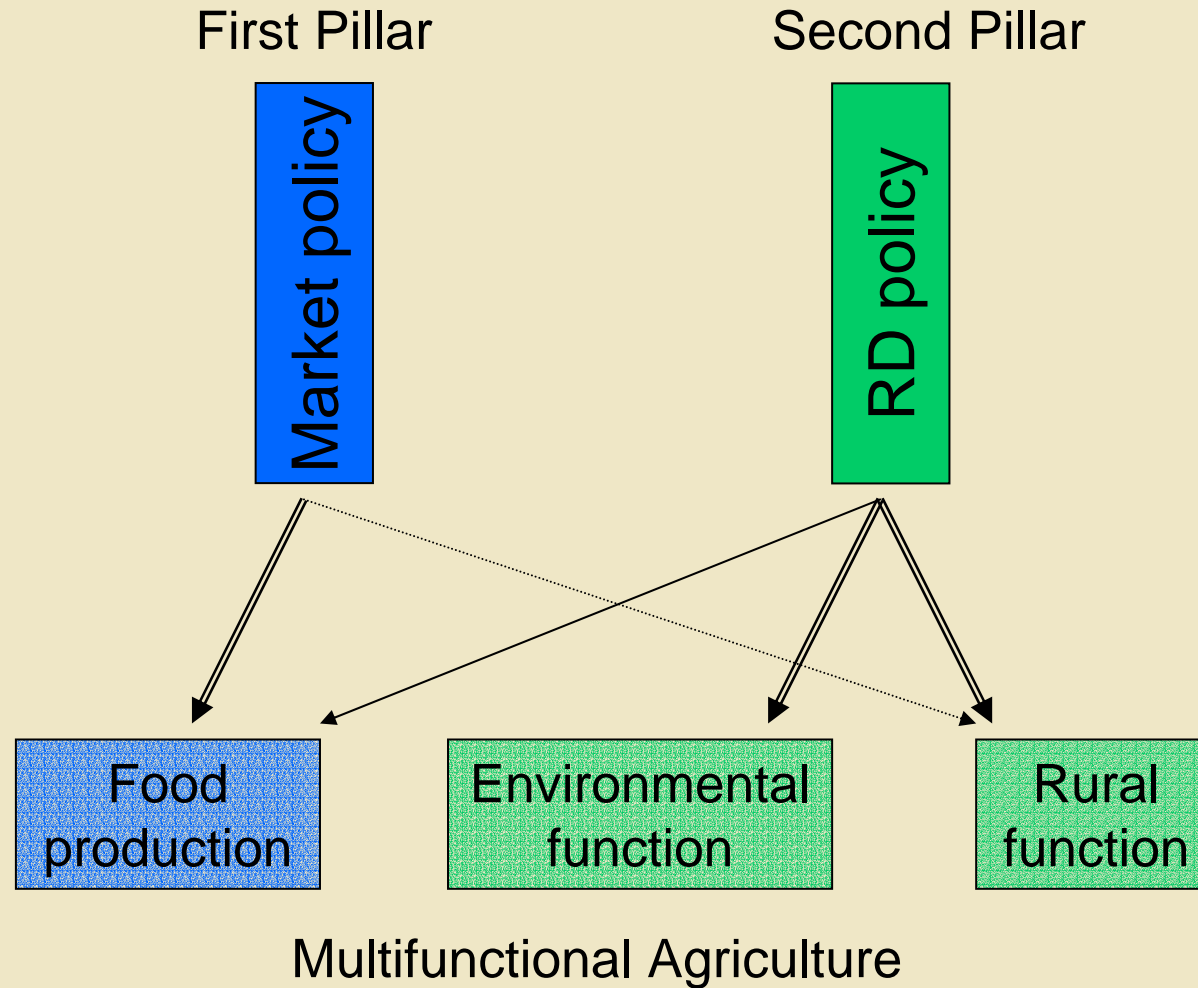 First Pillar
Second Pillar
Market policy
RD policy
Food
production
Environmental
function
Rural
function
Multifunctional Agriculture